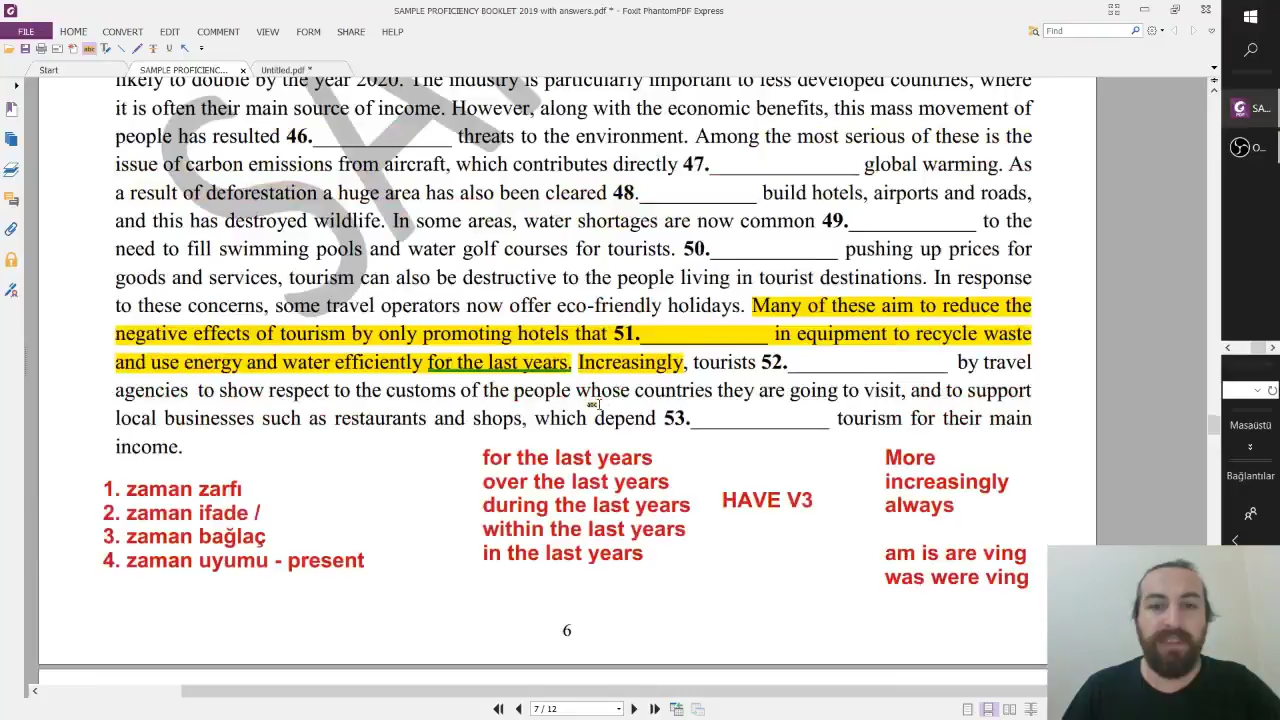 SAMPLE PROFICIENCY BOOKLET 2019 with answers.pdf * - Foxit PhantomPDF Express
FILE HOME CONVERT EDIT COMMENT VIEW FORM SHARE HELP
Find
Start SAMPLE PROFICIENC... Untitled.pdf *
likely to double by the year 2020. The industry is particularly important to less developed countries, where
it is often their main source of income. However, along with the economic benefits, this mass movement of
people has resulted 46.______________ threats to the environment. Among the most serious of these is the
issue of carbon emissions from aircraft, which contributes directly 47._______________ global warming. As
a result of deforestation a huge area has also been cleared 48.____________ build hotels, airports and roads,
and this has destroyed wildlife. In some areas, water shortages are now common 49._____________ to the
need to fill swimming pools and water golf courses for tourists. 50._____________ pushing up prices for
goods and services, tourism can also be destructive to the people living in tourist destinations. In response
to these concerns, some travel operators now offer eco-friendly holidays. Many of these aim to reduce the
negative effects of tourism by only promoting hotels that 51._____________ in equipment to recycle waste
and use energy and water efficiently for the last years. Increasingly, tourists 52.________________ by travel
agencies to show respect to the customs of the people whose countries they are going to visit, and to support
local businesses such as restaurants and shops, which depend 53.______________ tourism for their main
income.
1. zaman zarfı
2. zaman ifade /
3. zaman bağlaç
4. zaman uyumu - present
for the last years
over the last years
during the last years
within the last years
in the last years
HAVE V3
More
increasingly
always
am is are ving
was were ving
6
7 / 12
SA...
O...
Masaüstü
Bağlantılar